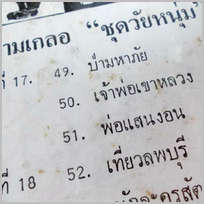 ามเกลอ “ชุดวัยหนุ่ม
ที่ 17. 49. ป่ามหาภัย
50. เจ้าพ่อเขาหลวง
51. พ่อแสนงอน
ที่ 18 52. เที่ยวลพบุรี